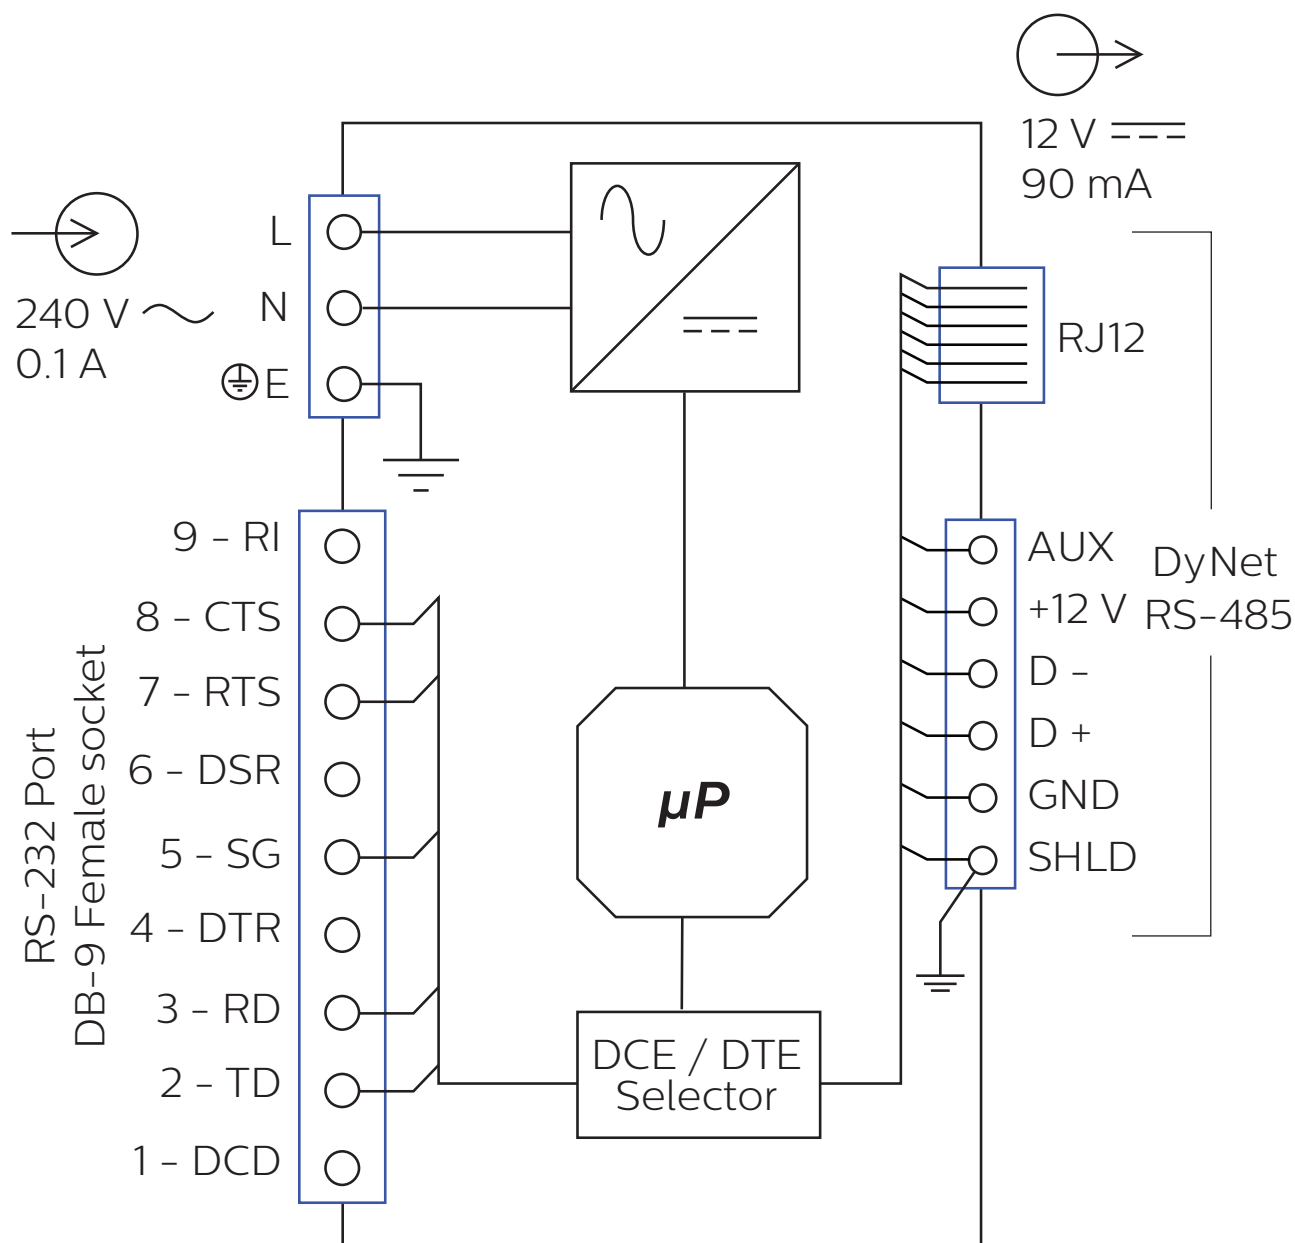 12 V
90 mA
L
240 V
0.1 A
N
E
RJ12
9 - RI
8 - CTS
7 - RTS
6 - DSR
5 - SG
4 - DTR
3 - RD
2 - TD
1 - DCD
RS-232 Port
DB-9 Female socket
µP
DCE / DTE
Selector
AUX
+12 V
D -
D +
GND
SHLD
DyNet
RS-485